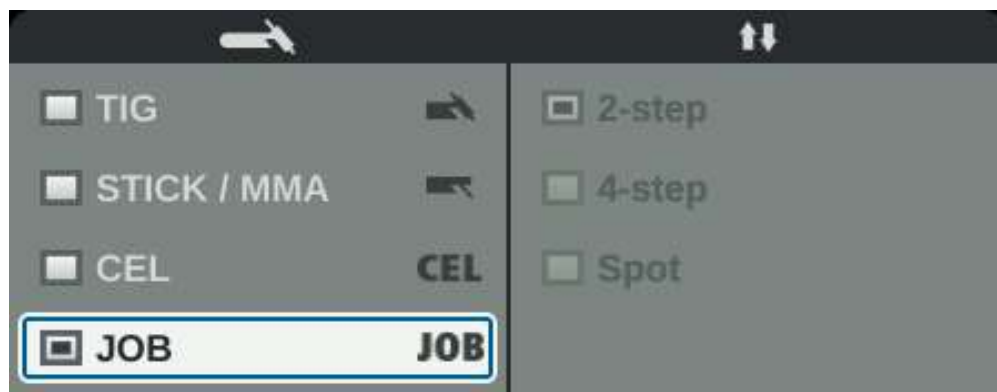 TIG
STICK / MMA
CEL CEL
JOB JOB
2-step
4-step
Spot